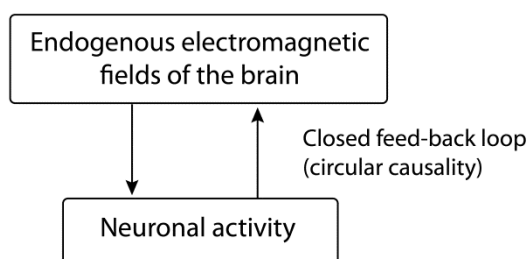 Endogenous electromagnetic
fields of the brain
Closed feed-back loop
(circular causality)
Neuronal activity